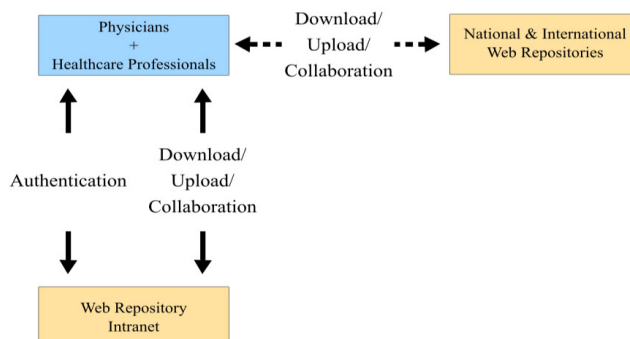 Physicians
+
Healthcare Professionals
Download/
Upload/
Collaboration
National & International
Web Repositories
Authentication
Download/
Upload/
Collaboration
Web Repository
Intranet